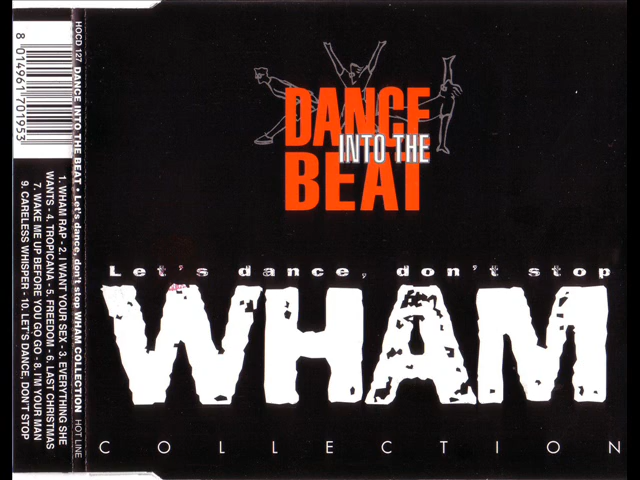 HOCD 127 DANCE INTO THE BEAT - Let's dance, don't stop WHAM COLLECTION HOT LINE
1. WHAM RAP - 2. I WANT YOUR SEX - 3. EVERYTHING SHE
WANTS - 4. TROPICANA - 5. FREEDOM - 6. LAST CHRISTMAS
7. WAKE ME UP BEFORE YOU GO GO - 8. I'M YOUR MAN
9. CARELESS WHISPER - 10. LET'S DANCE, DON'T STOP
8 014961 701953
DANCE
INTO THE
BEAT
Let's dance, don't stop
WHAM
COLLECTION